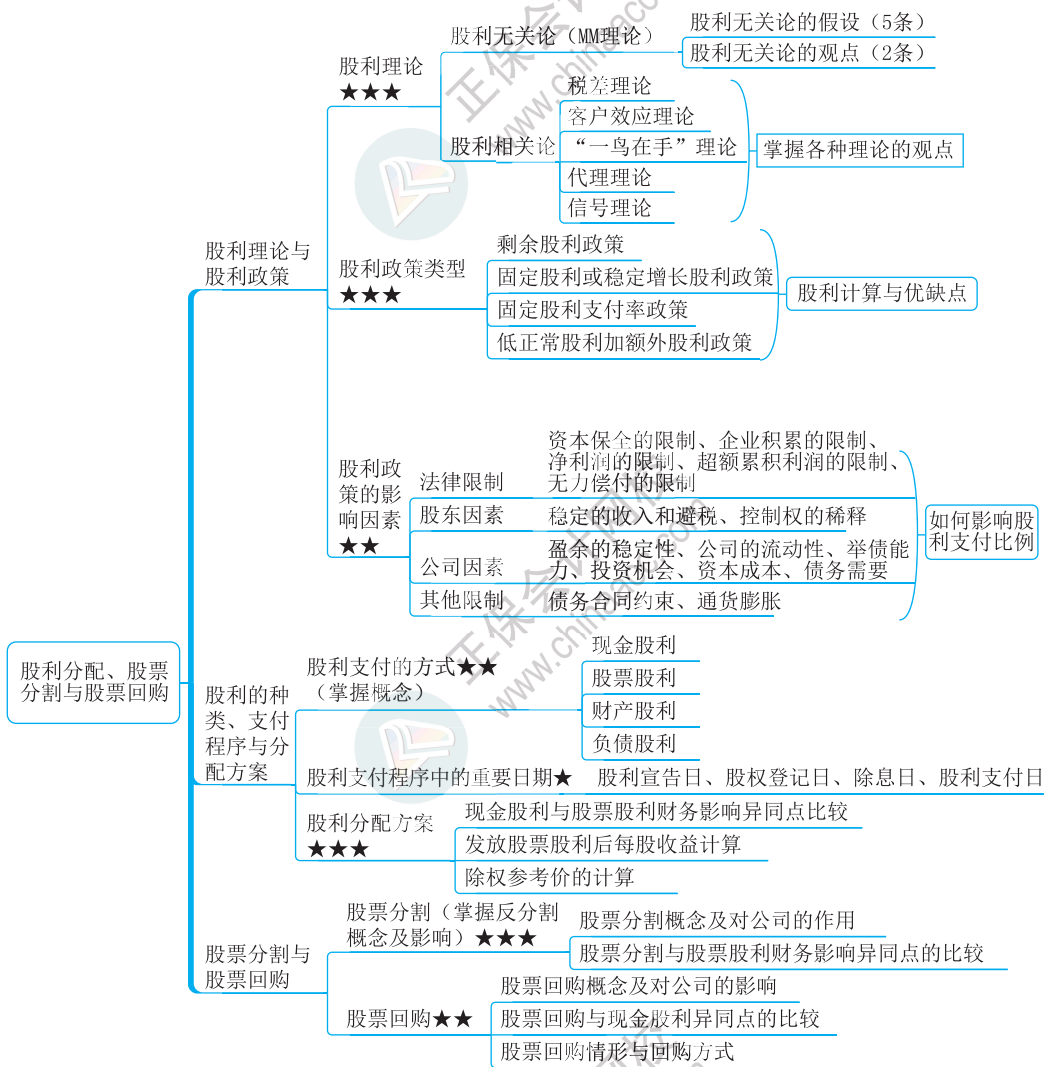 股利分配、股票
分割与股票回购
股利理论与
股利政策
股利理论
★★★
股利无关论（MM理论）
股利无关论的假设（5条）
股利无关论的观点（2条）
股利相关论
税差理论
客户效应理论
“一鸟在手”理论
代理理论
信号理论
掌握各种理论的观点
股利政策类型
★★★
剩余股利政策
固定股利或稳定增长股利政策
固定股利支付率政策
低正常股利加额外股利政策
股利计算与优缺点
股利政
策的影
响因素
★★
法律限制
资本保全的限制、企业积累的限制、
净利润的限制、超额累积利润的限制、
无力偿付的限制
股东因素
稳定的收入和避税、控制权的稀释
公司因素
盈余的稳定性、公司的流动性、举债能
力、投资机会、资本成本、债务需要
其他限制
债务合同约束、通货膨胀
如何影响股
利支付比例
股利的种
类、支付
程序与分
配方案
股利支付的方式★★
（掌握概念）
现金股利
股票股利
财产股利
负债股利
股利支付程序中的重要日期★
股利宣告日、股权登记日、除息日、股利支付日
股利分配方案
★★★
现金股利与股票股利财务影响异同点比较
发放股票股利后每股收益计算
除权参考价的计算
股票分割与
股票回购
股票分割（掌握反分割
概念及影响）★★★
股票分割概念及对公司的作用
股票分割与股票股利财务影响异同点的比较
股票回购★★
股票回购概念及对公司的影响
股票回购与现金股利异同点的比较
股票回购情形与回购方式
正保会计网校
www.chinaacc.com